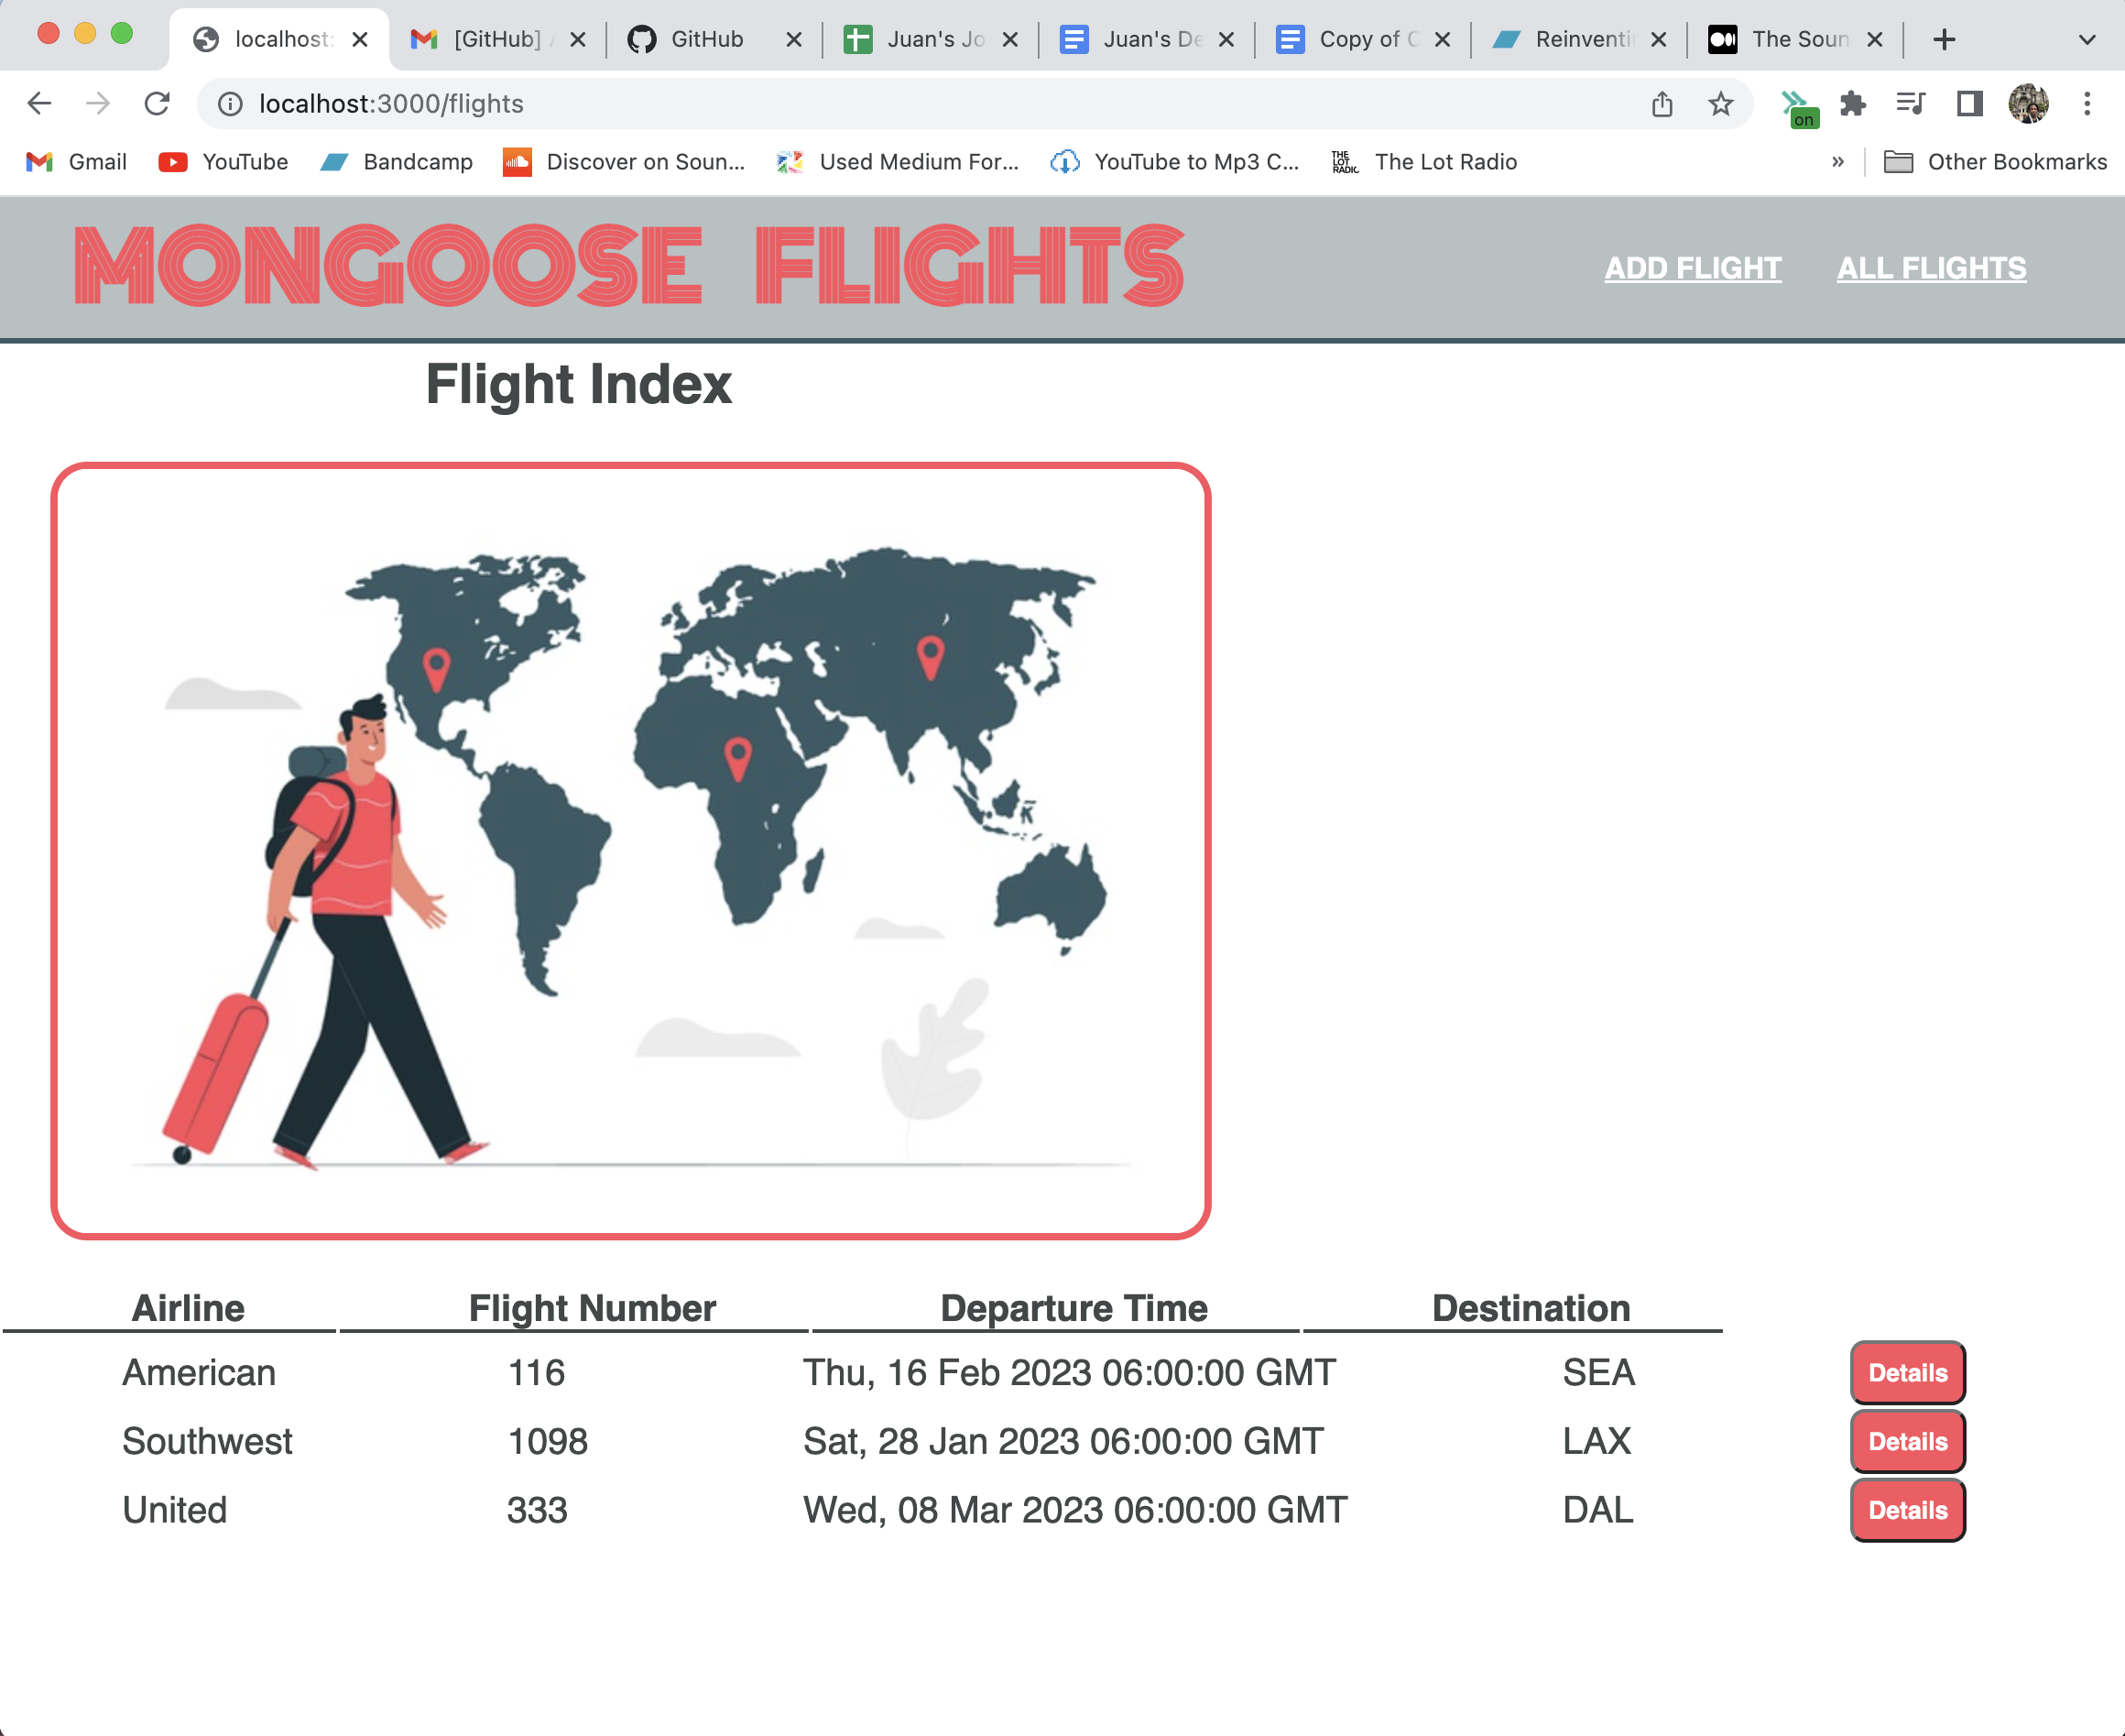 localhost: [GitHub] GitHub Juan's Jo Juan's De Copy of C Reinventi The Soun
localhost:3000/flights
on
Gmail YouTube Bandcamp Discover on Soun... Used Medium For... YouTube to Mp3 C... THE LOT RADIO The Lot Radio » Other Bookmarks
MONGOOSE FLIGHTS ADD FLIGHT ALL FLIGHTS
Flight Index
Airline Flight Number Departure Time Destination
American 116 Thu, 16 Feb 2023 06:00:00 GMT SEA Details
Southwest 1098 Sat, 28 Jan 2023 06:00:00 GMT LAX Details
United 333 Wed, 08 Mar 2023 06:00:00 GMT DAL Details